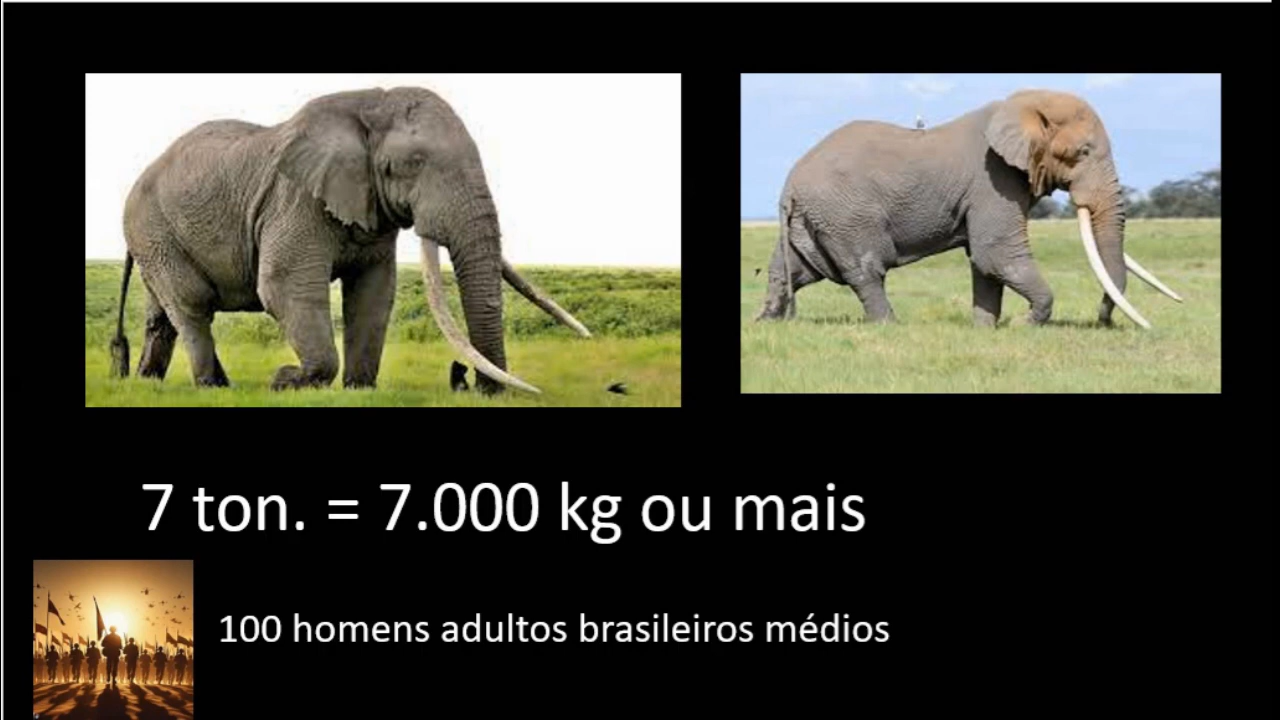 7 ton. = 7.000 kg ou mais
100 homens adultos brasileiros médios